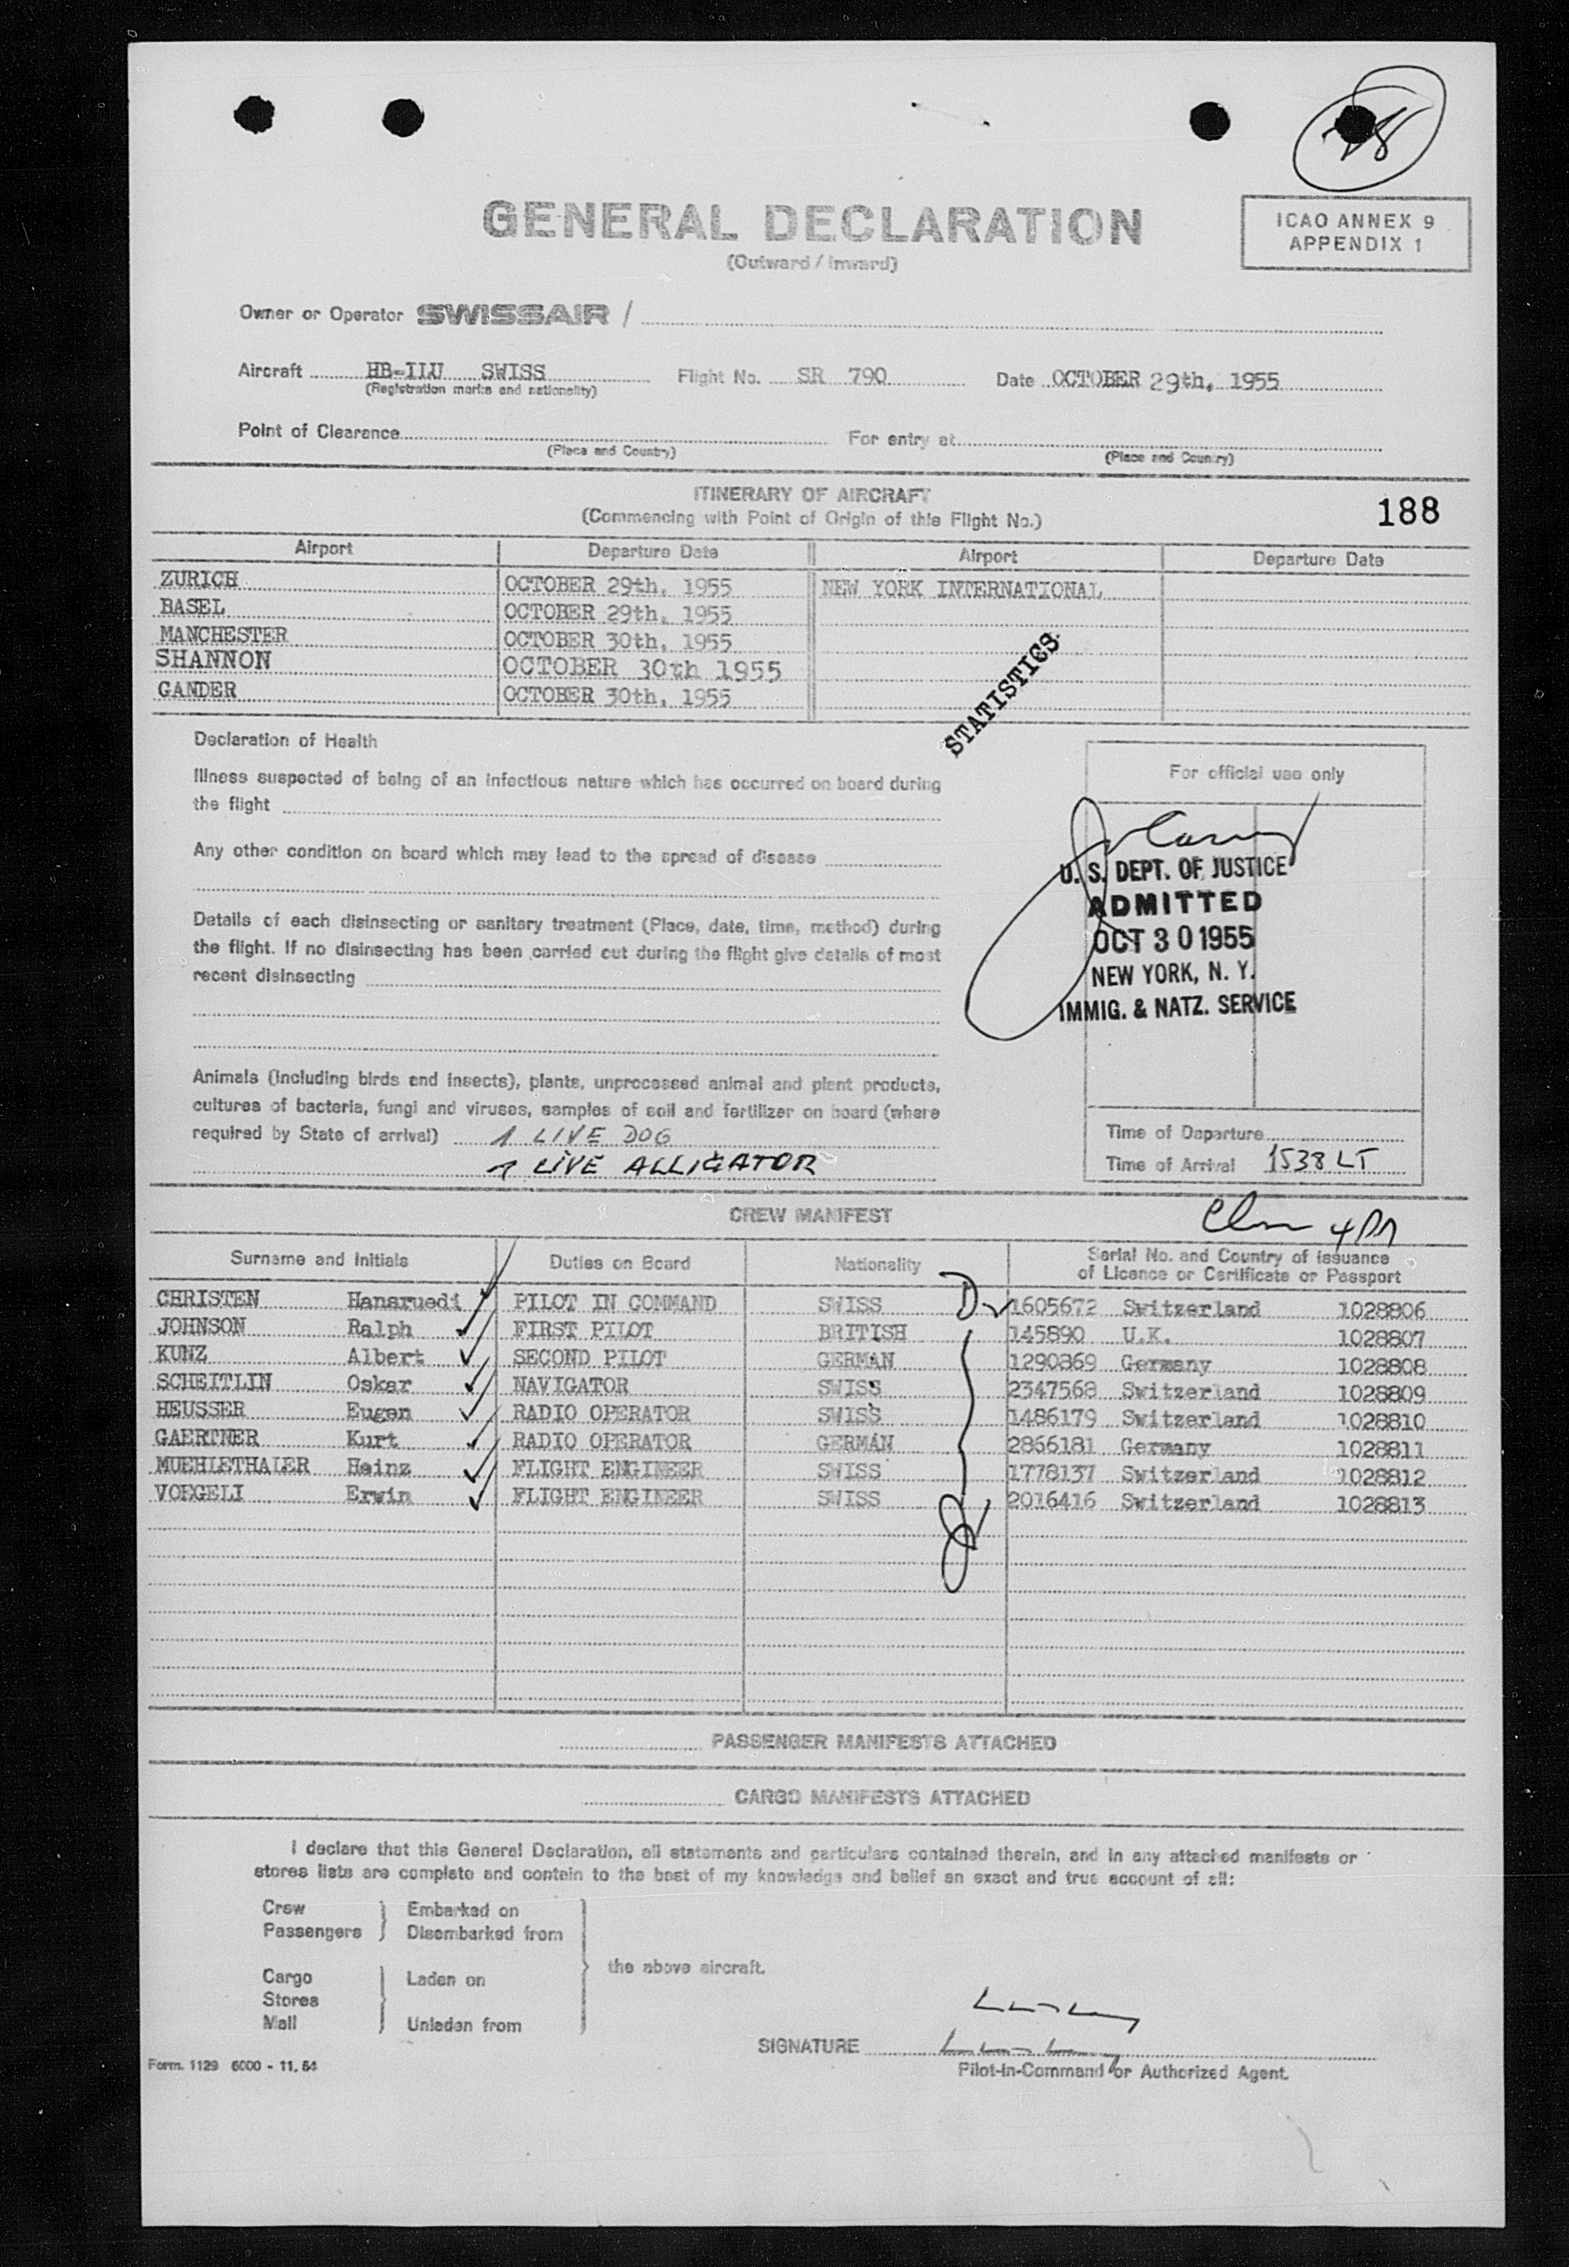 GENERAL DECLARATION
(Outward / Inward)
ICAO ANNEX 9
APPENDIX 1
Owner or Operator SWISSAIR /
Aircraft HB-ILU SWISS Flight No. SR 790 Date OCTOBER 29th, 1955
(Registration marks and nationality)
Point of Clearance For entry at
(Place and Country) (Place and Country)
ITINERARY OF AIRCRAFT
(Commencing with Point of Origin of this Flight No.)
188
Airport Departure Date Airport Departure Date
ZURICH OCTOBER 29th, 1955 NEW YORK INTERNATIONAL
BASEL OCTOBER 29th, 1955
MANCHESTER OCTOBER 30th, 1955
SHANNON OCTOBER 30th 1955
GANDER OCTOBER 30th, 1955
STATISTICS
Declaration of Health
Illness suspected of being of an infectious nature which has occurred on board during
the flight
Any other condition on board which may lead to the spread of disease
Details of each disinsecting or sanitary treatment (Place, date, time, method) during
the flight. If no disinsecting has been carried out during the flight give details of most
recent disinsecting
Animals (including birds and insects), plants, unprocessed animal and plant products,
cultures of bacteria, fungi and viruses, samples of soil and fertilizer on board (where
required by State of arrival) 1 LIVE DOG
1 LIVE ALLIGATOR
For official use only
U. S. DEPT. OF JUSTICE
ADMITTED
OCT 30 1955
NEW YORK, N. Y.
IMMIG. & NATZ. SERVICE
Time of Departure
Time of Arrival 1538 LT
CREW MANIFEST
Surname and Initials Duties on Board Nationality Serial No. and Country of Issuance
of Licence or Certificate or Passport
CHRISTEN Hansruedi PILOT IN COMMAND SWISS 1605672 Switzerland 1028806
JOHNSON Ralph FIRST PILOT BRITISH 145890 U.K. 1028807
KUNZ Albert SECOND PILOT GERMAN 1290869 Germany 1028808
SCHEITLIN Oskar NAVIGATOR SWISS 2347568 Switzerland 1028809
HEUSSER Eugen RADIO OPERATOR SWISS 1486179 Switzerland 1028810
GAERTNER Kurt RADIO OPERATOR GERMAN 2866181 Germany 1028811
MUEHLETHALER Heinz FLIGHT ENGINEER SWISS 1778137 Switzerland 1028812
VOEGELI Erwin FLIGHT ENGINEER SWISS 2016416 Switzerland 1028813
PASSENGER MANIFESTS ATTACHED
CARGO MANIFESTS ATTACHED
I declare that this General Declaration, all statements and particulars contained therein, and in any attached manifests or
stores lists are complete and contain to the best of my knowledge and belief an exact and true account of all:
Crew Embarked on
Passengers Disembarked from
the above aircraft.
Cargo Laden on
Stores
Mail Unladen from
SIGNATURE
Pilot-in-Command or Authorized Agent.
Form. 1129 6000 - 11. 54